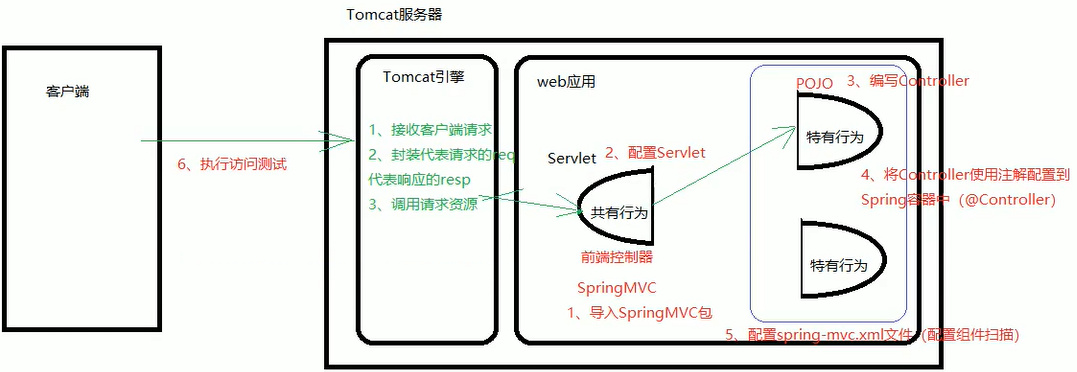 Tomcat服务器
客户端
6、执行访问测试
Tomcat引擎
1、接收客户端请求
2、封装代表请求的req
代表响应的resp
3、调用请求资源
web应用
Servlet
2、配置Servlet
共有行为
前端控制器
SpringMVC
1、导入SpringMVC包
POJO
3、编写Controller
特有行为
4、将Controller使用注解配置到
Spring容器中（@Controller）
特有行为
5、配置spring-mvc.xml文件（配置组件扫描）